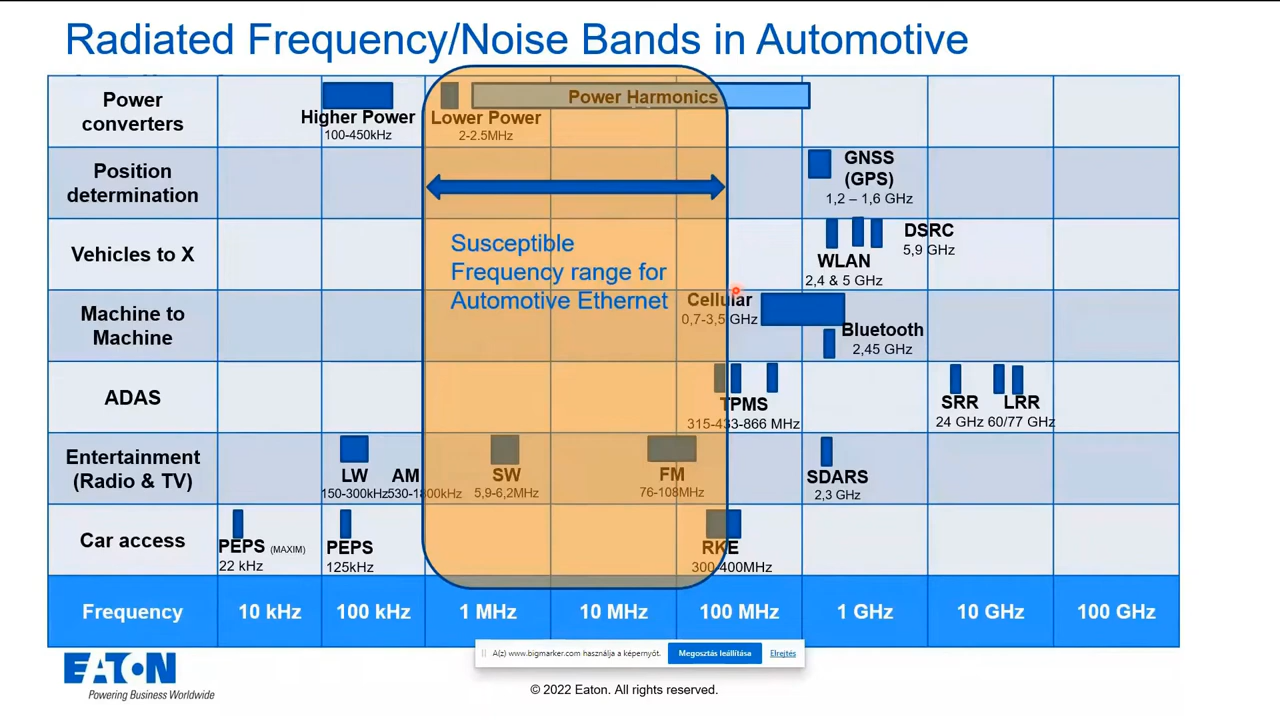 Radiated Frequency/Noise Bands in Automotive
Power
converters
Higher Power
100-450kHz
Lower Power
2-2.5MHz
Power Harmonics
Position
determination
GNSS
(GPS)
1,2 – 1,6 GHz
Susceptible
Frequency range for
Automotive Ethernet
Vehicles to X
WLAN
2,4 & 5 GHz
DSRC
5,9 GHz
Machine to
Machine
Cellular
0,7-3,5 GHz
Bluetooth
2,45 GHz
ADAS
TPMS
315-433-866 MHz
SRR
24 GHz
LRR
60/77 GHz
Entertainment
(Radio & TV)
LW
150-300kHz
AM
530-1800kHz
SW
5,9-6,2MHz
FM
76-108MHz
SDARS
2,3 GHz
Car access
PEPS (MAXIM)
22 kHz
PEPS
125kHz
RKE
300-400MHz
Frequency 10 kHz 100 kHz 1 MHz 10 MHz 100 MHz 1 GHz 10 GHz 100 GHz
A(z) www.bigmarker.com használja a képernyőt. Megosztás leállítása Elrejtés
EATON
Powering Business Worldwide
© 2022 Eaton. All rights reserved.